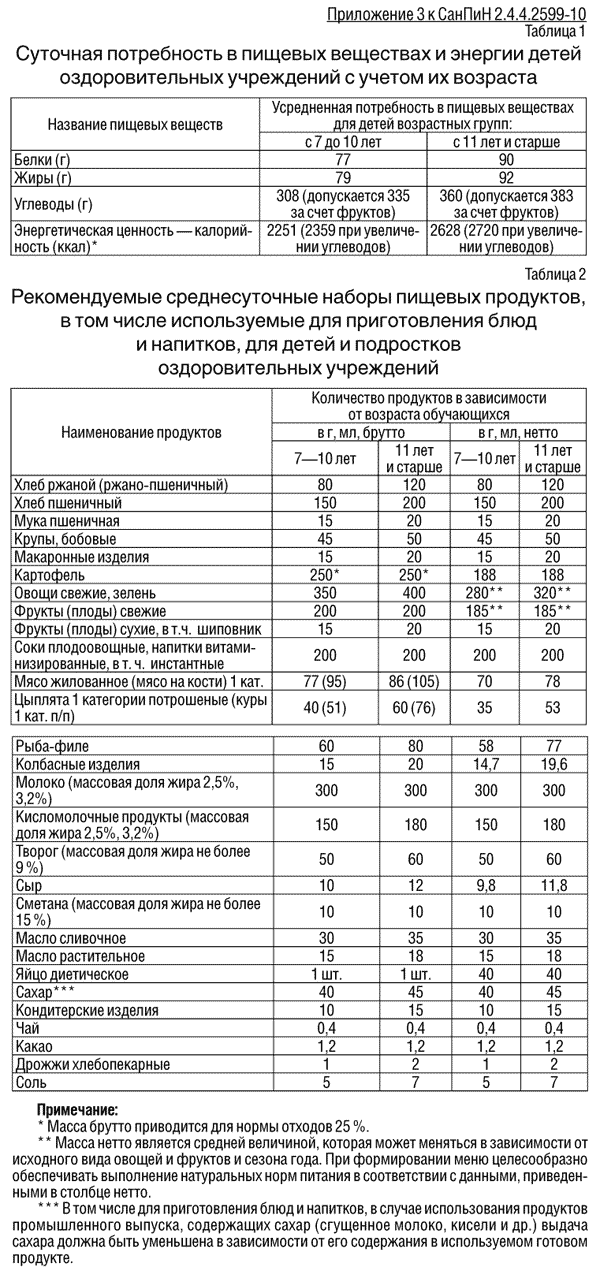 Приложение 3 к СанПиН 2.4.4.2599-10
Таблица 1
Суточная потребность в пищевых веществах и энергии детей
оздоровительных учреждений с учетом их возраста
Название пищевых веществ
Усредненная потребность в пищевых веществах
для детей возрастных групп:
с 7 до 10 лет с 11 лет и старше
Белки (г) 77 90
Жиры (г) 79 92
Углеводы (г) 308 (допускается 335 360 (допускается 383
за счет фруктов) за счет фруктов)
Энергетическая ценность — калорий- 2251 (2359 при увеличе- 2628 (2720 при увеличе-
ность (ккал)* нии углеводов) нии углеводов)
Таблица 2
Рекомендуемые среднесуточные наборы пищевых продуктов,
в том числе используемые для приготовления блюд
и напитков, для детей и подростков
оздоровительных учреждений
Наименование продуктов
Количество продуктов в зависимости
от возраста обучающихся
в г, мл, брутто в г, мл, нетто
7—10 лет 11 лет и старше 7—10 лет 11 лет и старше
Хлеб ржаной (ржано-пшеничный) 80 120 80 120
Хлеб пшеничный 150 200 150 200
Мука пшеничная 15 20 15 20
Крупы, бобовые 45 50 45 50
Макаронные изделия 15 20 15 20
Картофель 250* 250* 188 188
Овощи свежие, зелень 350 400 280** 320**
Фрукты (плоды) свежие 200 200 185** 185**
Фрукты (плоды) сухие, в т.ч. шиповник 15 20 15 20
Соки плодоовощные, напитки витами-
низированные, в т. ч. инстантные 200 200 200 200
Мясо жилованное (мясо на кости) 1 кат. 77 (95) 86 (105) 70 78
Цыплята 1 категории потрошеные (куры
1 кат. п/п) 40 (51) 60 (76) 35 53
Рыба-филе 60 80 58 77
Колбасные изделия 15 20 14,7 19,6
Молоко (массовая доля жира 2,5%,
3,2%) 300 300 300 300
Кисломолочные продукты (массовая
доля жира 2,5%, 3,2%) 150 180 150 180
Творог (массовая доля жира не более
9 %) 50 60 50 60
Сыр 10 12 9,8 11,8
Сметана (массовая доля жира не более
15 %) 10 10 10 10
Масло сливочное 30 35 30 35
Масло растительное 15 18 15 18
Яйцо диетическое 1 шт. 1 шт. 40 40
Сахар*** 40 45 40 45
Кондитерские изделия 10 15 10 15
Чай 0,4 0,4 0,4 0,4
Какао 1,2 1,2 1,2 1,2
Дрожжи хлебопекарные 1 2 1 2
Соль 5 7 5 7
Примечание:
* Масса брутто приводится для нормы отходов 25 %.
** Масса нетто является средней величиной, которая может меняться в зависимости от
исходного вида овощей и фруктов и сезона года. При формировании меню целесообразно
обеспечивать выполнение натуральных норм питания в соответствии с данными, приведен-
ными в столбце нетто.
*** В том числе для приготовления блюд и напитков, в случае использования продуктов
промышленного выпуска, содержащих сахар (сгущенное молоко, кисели и др.) выдача
сахара должна быть уменьшена в зависимости от его содержания в используемом готовом
продукте.